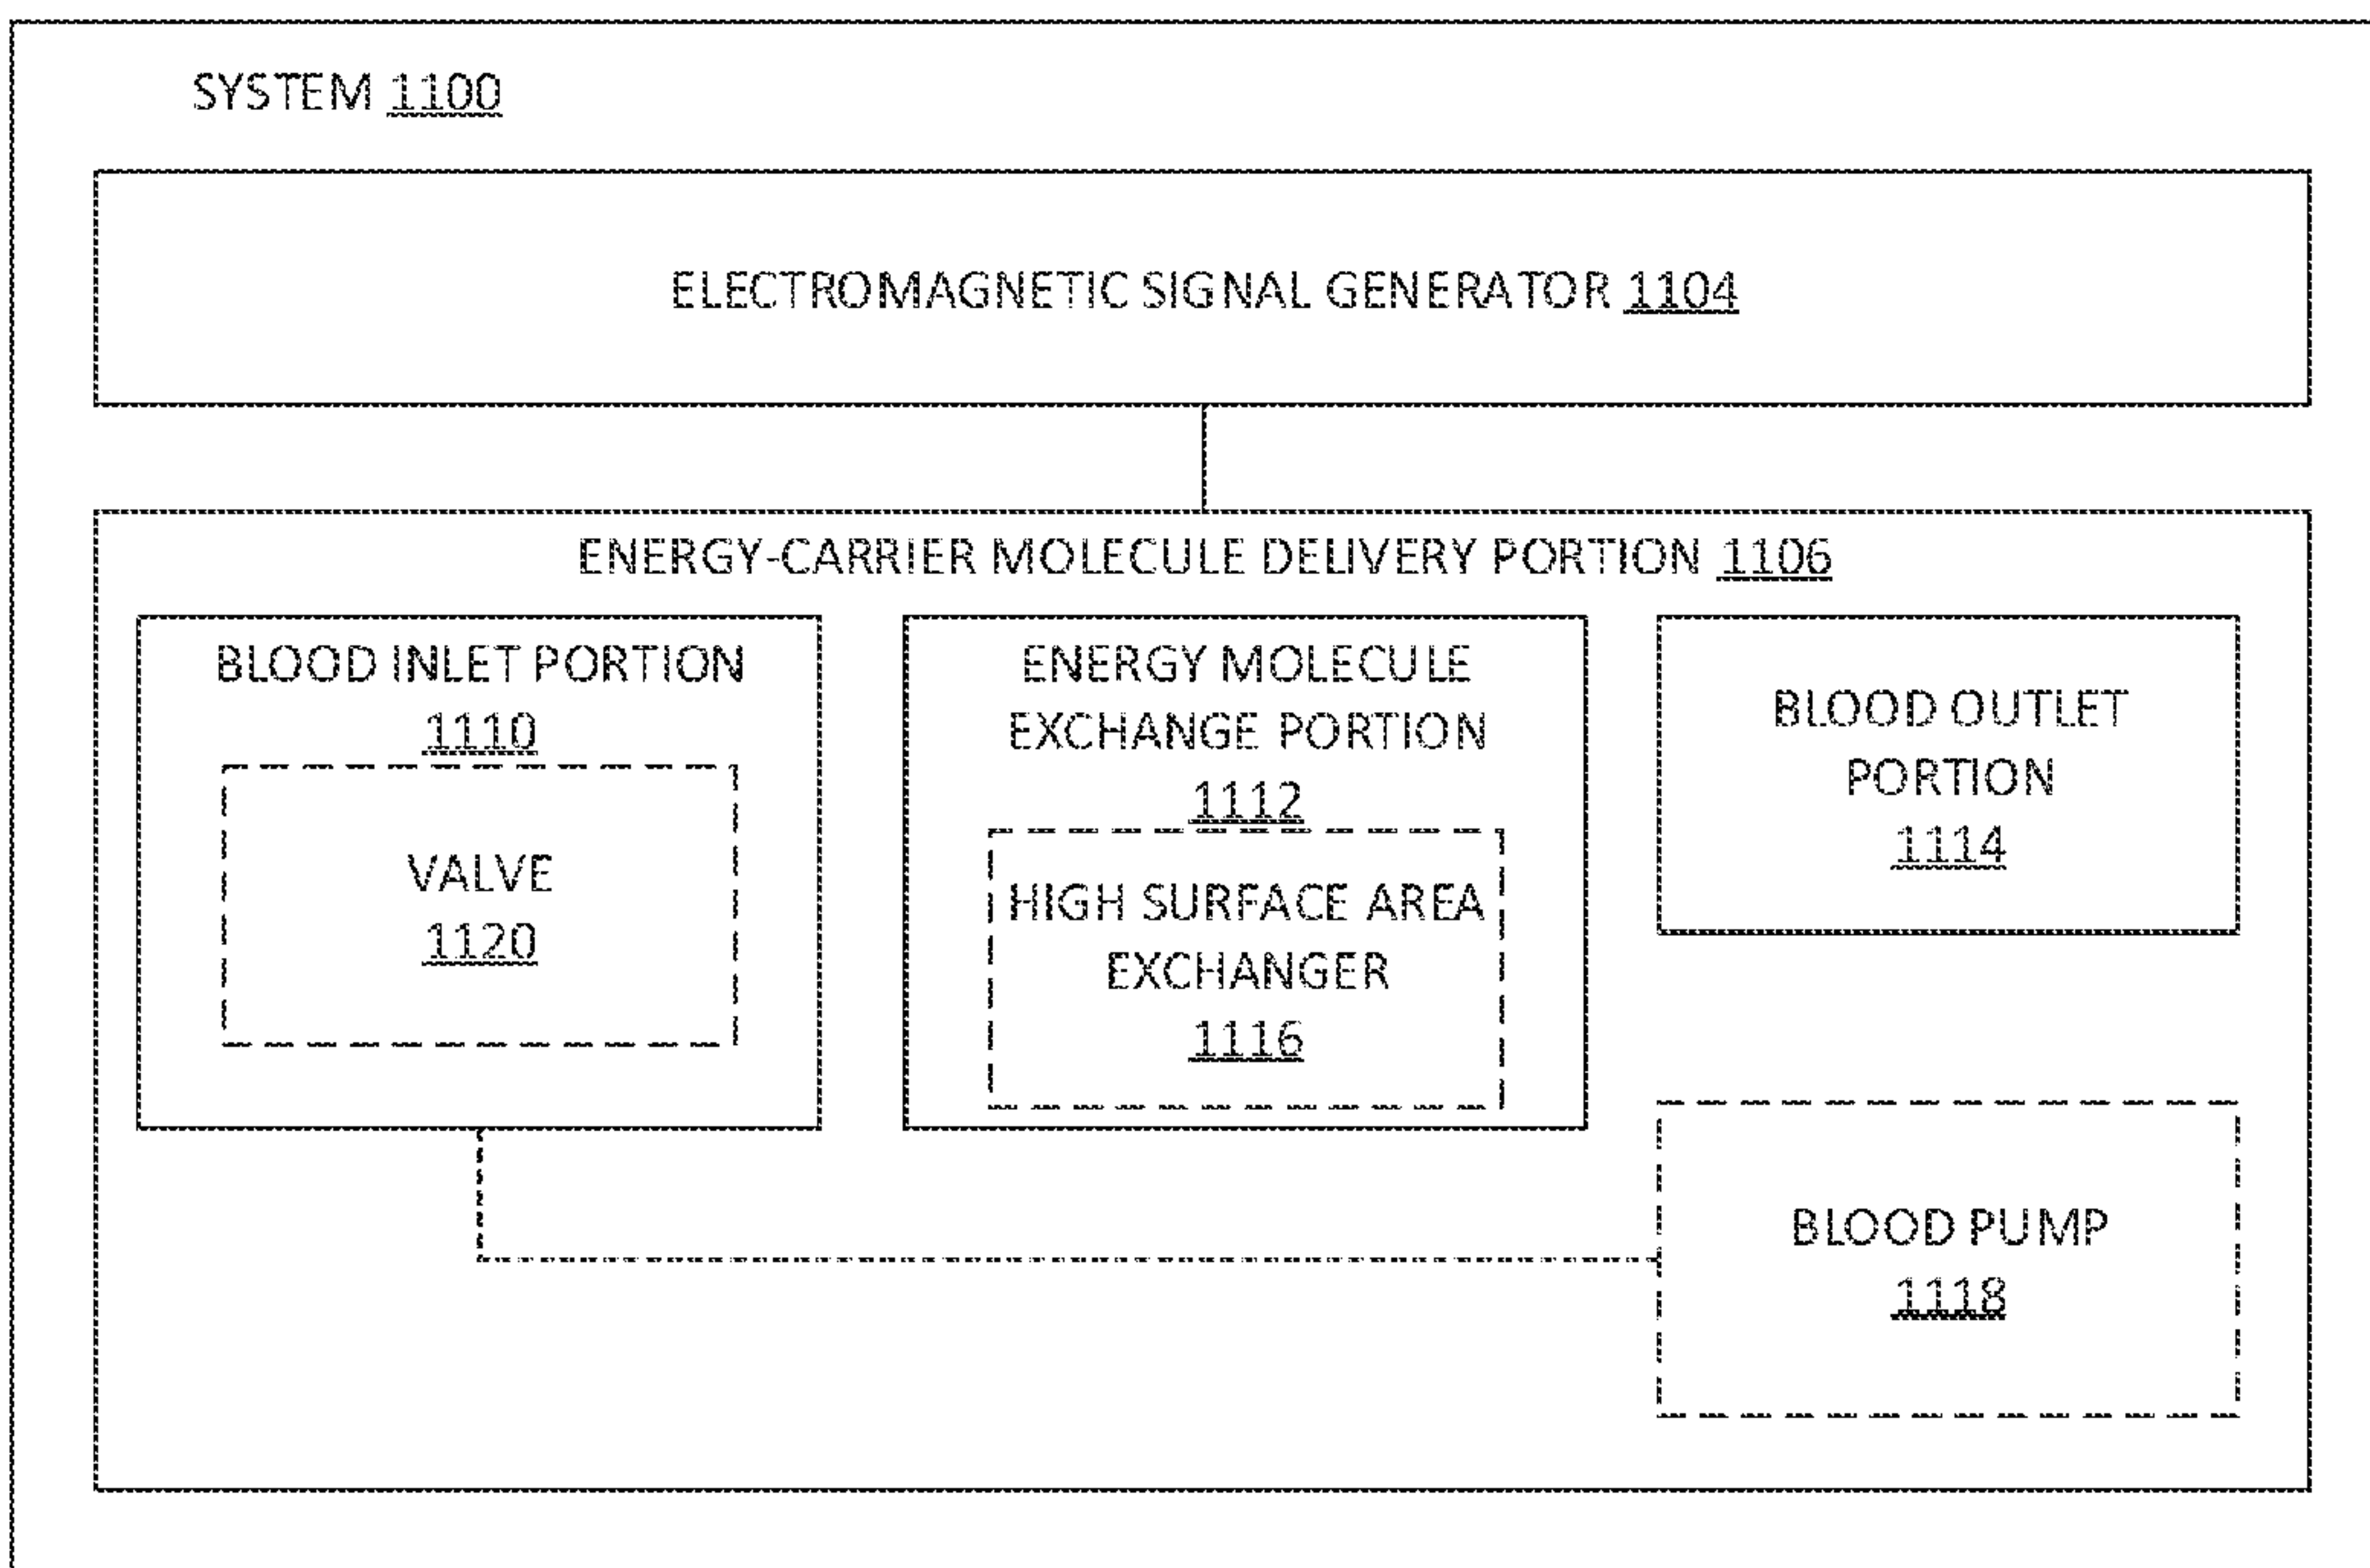 SYSTEM 1100
ELECTROMAGNETIC SIGNAL GENERATOR 1104
ENERGY-CARRIER MOLECULE DELIVERY PORTION 1106
BLOOD INLET PORTION
1110
VALVE
1120
ENERGY MOLECULE
EXCHANGE PORTION
1112
HIGH SURFACE AREA
EXCHANGER
1116
BLOOD OUTLET
PORTION
1114
BLOOD PUMP
1118